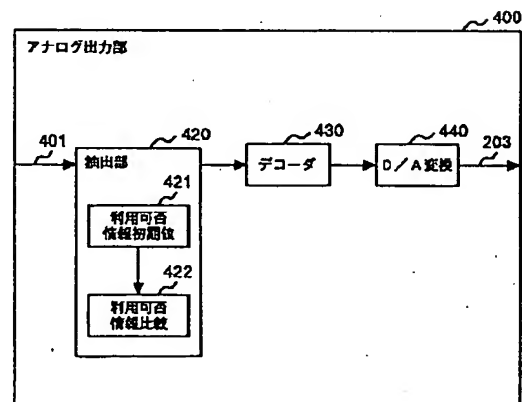 400
アナログ出力部
401
420
抽出部
421
利用可否
情報初期値
422
利用可否
情報比較
430
デコーダ
440
D/A変換
203